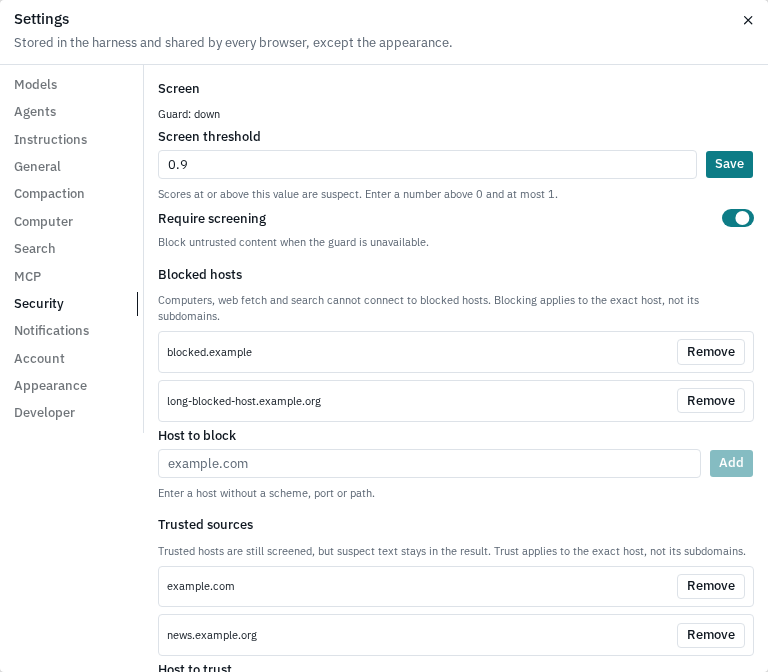 Settings
Stored in the harness and shared by every browser, except the appearance.
Models
Agents
Instructions
General
Compaction
Computer
Search
MCP
Security
Notifications
Account
Appearance
Developer
Screen
Guard: down
Screen threshold
0.9
Save
Scores at or above this value are suspect. Enter a number above 0 and at most 1.
Require screening
Block untrusted content when the guard is unavailable.
Blocked hosts
Computers, web fetch and search cannot connect to blocked hosts. Blocking applies to the exact host, not its
subdomains.
blocked.example
Remove
long-blocked-host.example.org
Remove
Host to block
example.com
Add
Enter a host without a scheme, port or path.
Trusted sources
Trusted hosts are still screened, but suspect text stays in the result. Trust applies to the exact host, not its subdomains.
example.com
Remove
news.example.org
Remove
Host to trust